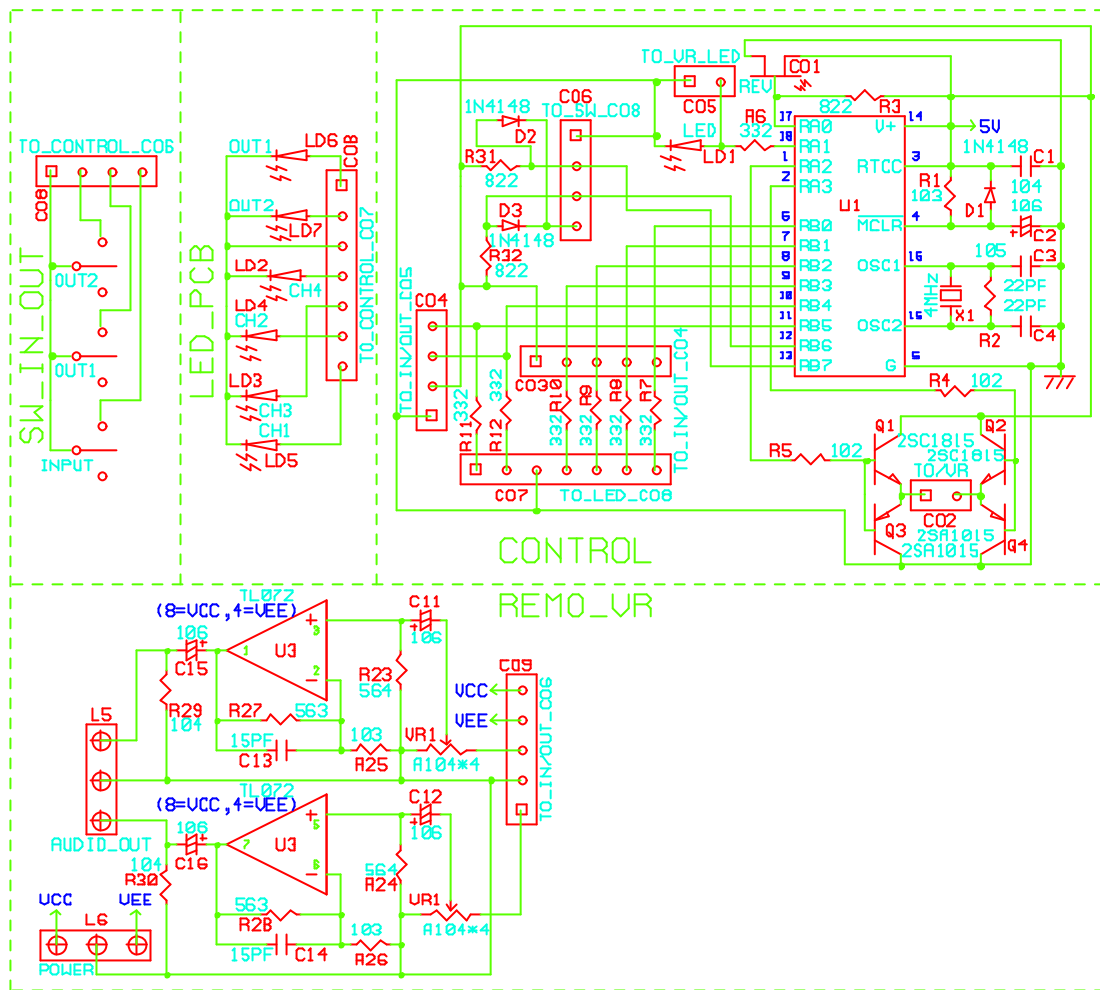 TO_CONTROL_CO6
CO8
OUT2
OUT1
INPUT
SW_IN_OUT
OUT1
LD6
CO8
OUT2
LD7
LD2
CH4
LD4
CH2
LD3
CH3
CH1
LD5
TO_CONTROL_CO7
LED_PCB
TO_VR_LED
CO5
CO1
REV
822
R3
1N4148
D2
CO6
TO_SW_CO8
R31
822
D3
1N4148
R32
822
LED
LD1
R6
332
17
RA0
18
RA1
1
RA2
2
RA3
6
RB0
7
RB1
8
RB2
9
RB3
10
RB4
11
RB5
12
RB6
13
RB7
U1
V+
14
RTCC
3
MCLR
4
OSC1
16
OSC2
15
G
5
5V
1N4148
C1
104
R1
103
D1
106
C2
105
C3
22PF
4MHz
X1
22PF
R2
C4
TO_IN/OUT_CO5
CO4
CO3
TO_IN/OUT_CO4
332
R11
332
R12
332
R10
332
R9
332
R8
332
R7
CO7
TO_LED_CO8
R4
102
R5
102
Q1
2SC1815
Q2
2SC1815
TO/VR
CO2
Q3
2SA1015
2SA1015
Q4
CONTROL
REMO_VR
TL072
(8=VCC,4=VEE)
106
C15
1
U3
+
3
2
−
C11
106
R23
564
R29
104
R27
563
15PF
C13
103
R25
VR1
A104*4
CO9
VCC
VEE
TO_IN/OUT_CO6
L5
AUDIO_OUT
TL072
(8=VCC,4=VEE)
106
C16
7
U3
+
5
6
−
C12
106
564
R24
104
R30
563
R28
15PF
C14
103
R26
VR1
A104*4
VCC
VEE
L6
POWER